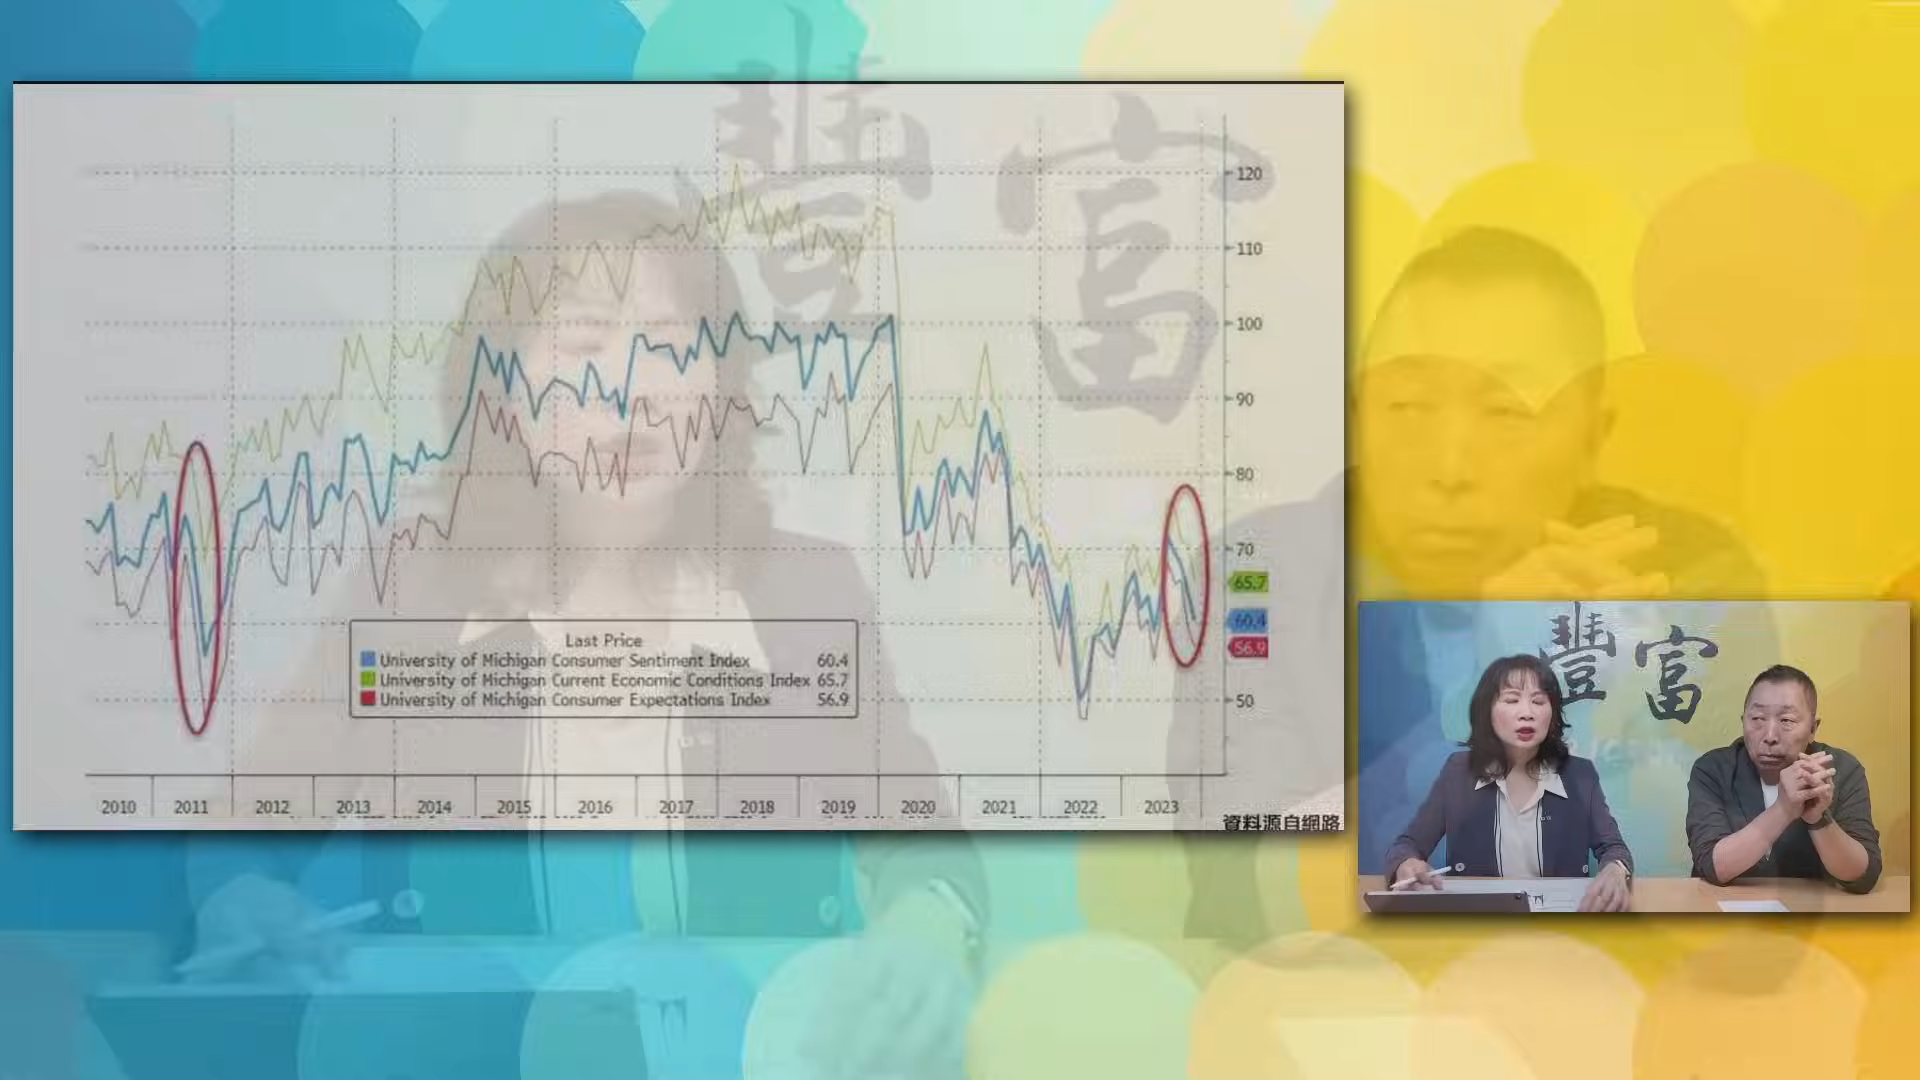 豐富
120
110
100
90
80
70
50
65.7
60.4
56.9
Last Price
University of Michigan Consumer Sentiment Index 60.4
University of Michigan Current Economic Conditions Index 65.7
University of Michigan Consumer Expectations Index 56.9
2010 2011 2012 2013 2014 2015 2016 2017 2018 2019 2020 2021 2022 2023
資料源自網路
豐富